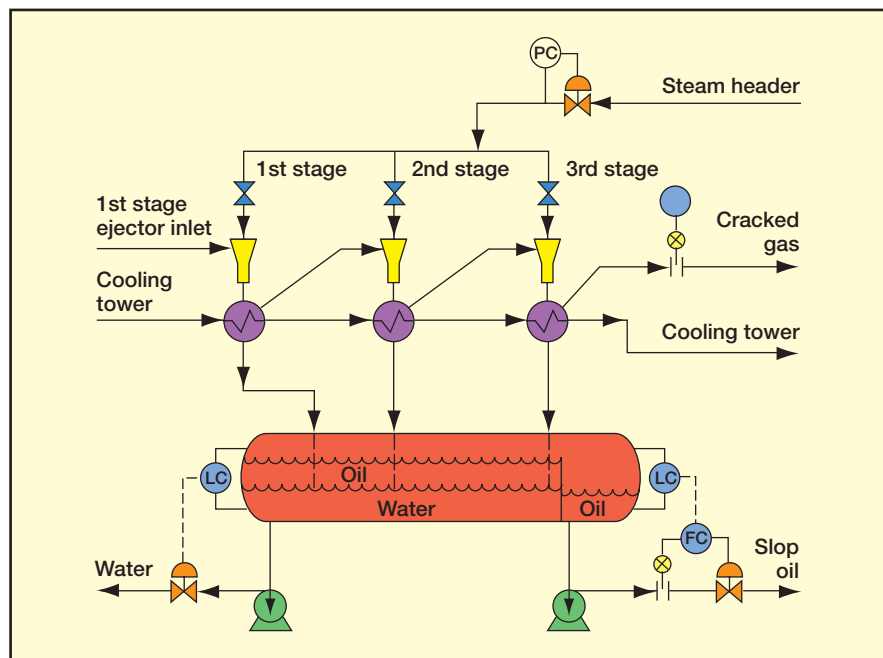 PC
Steam header
1st stage
2nd stage
3rd stage
1st stage
ejector inlet
Cracked
gas
Cooling
tower
Cooling tower
LC
Oil
Water
Oil
LC
FC
Water
Slop
oil